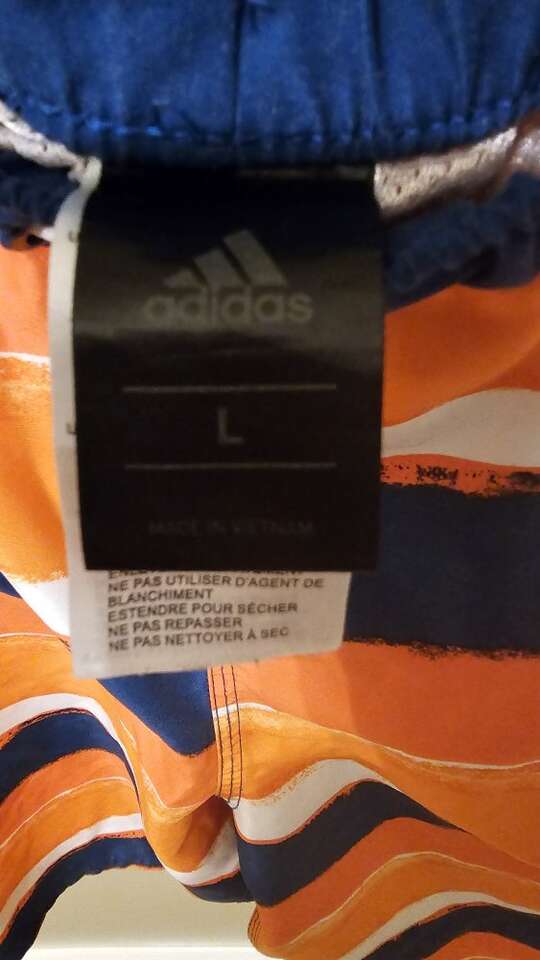 adidas
L
MADE IN VIETNAM
NE PAS UTILISER D'AGENT DE
BLANCHIMENT
ESTENDRE POUR SÉCHER
NE PAS REPASSER
NE PAS NETTOYER À SEC